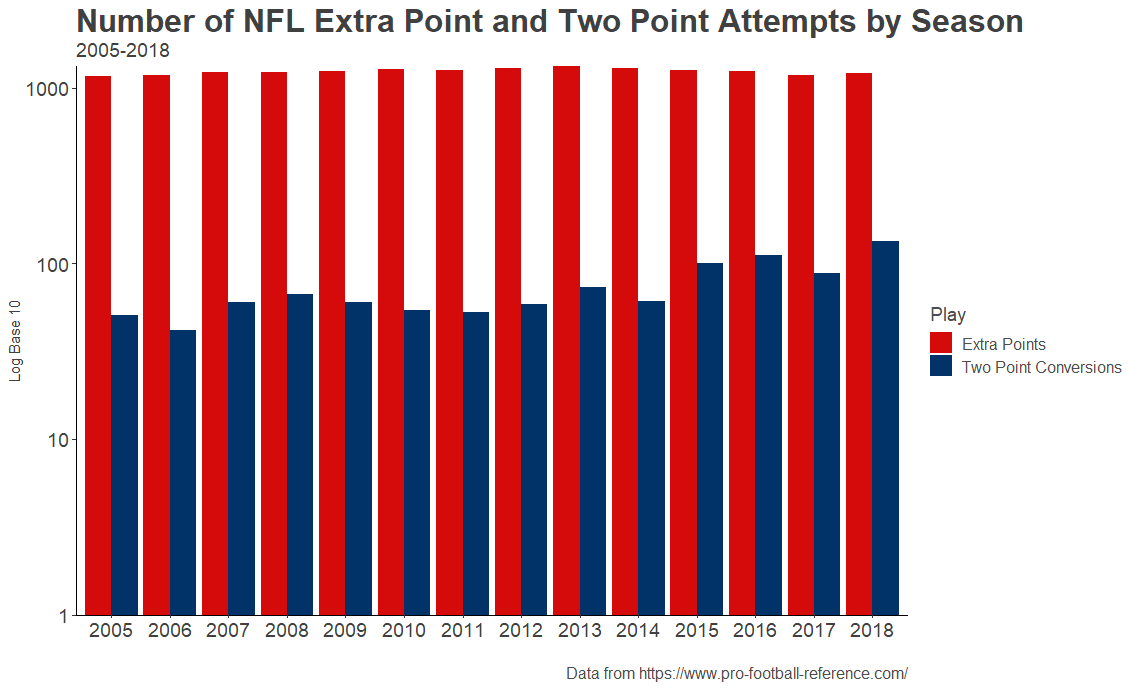 Number of NFL Extra Point and Two Point Attempts by Season
2005-2018
1000
100
10
1
Log Base 10
2005 2006 2007 2008 2009 2010 2011 2012 2013 2014 2015 2016 2017 2018
Play
Extra Points
Two Point Conversions
Data from https://www.pro-football-reference.com/